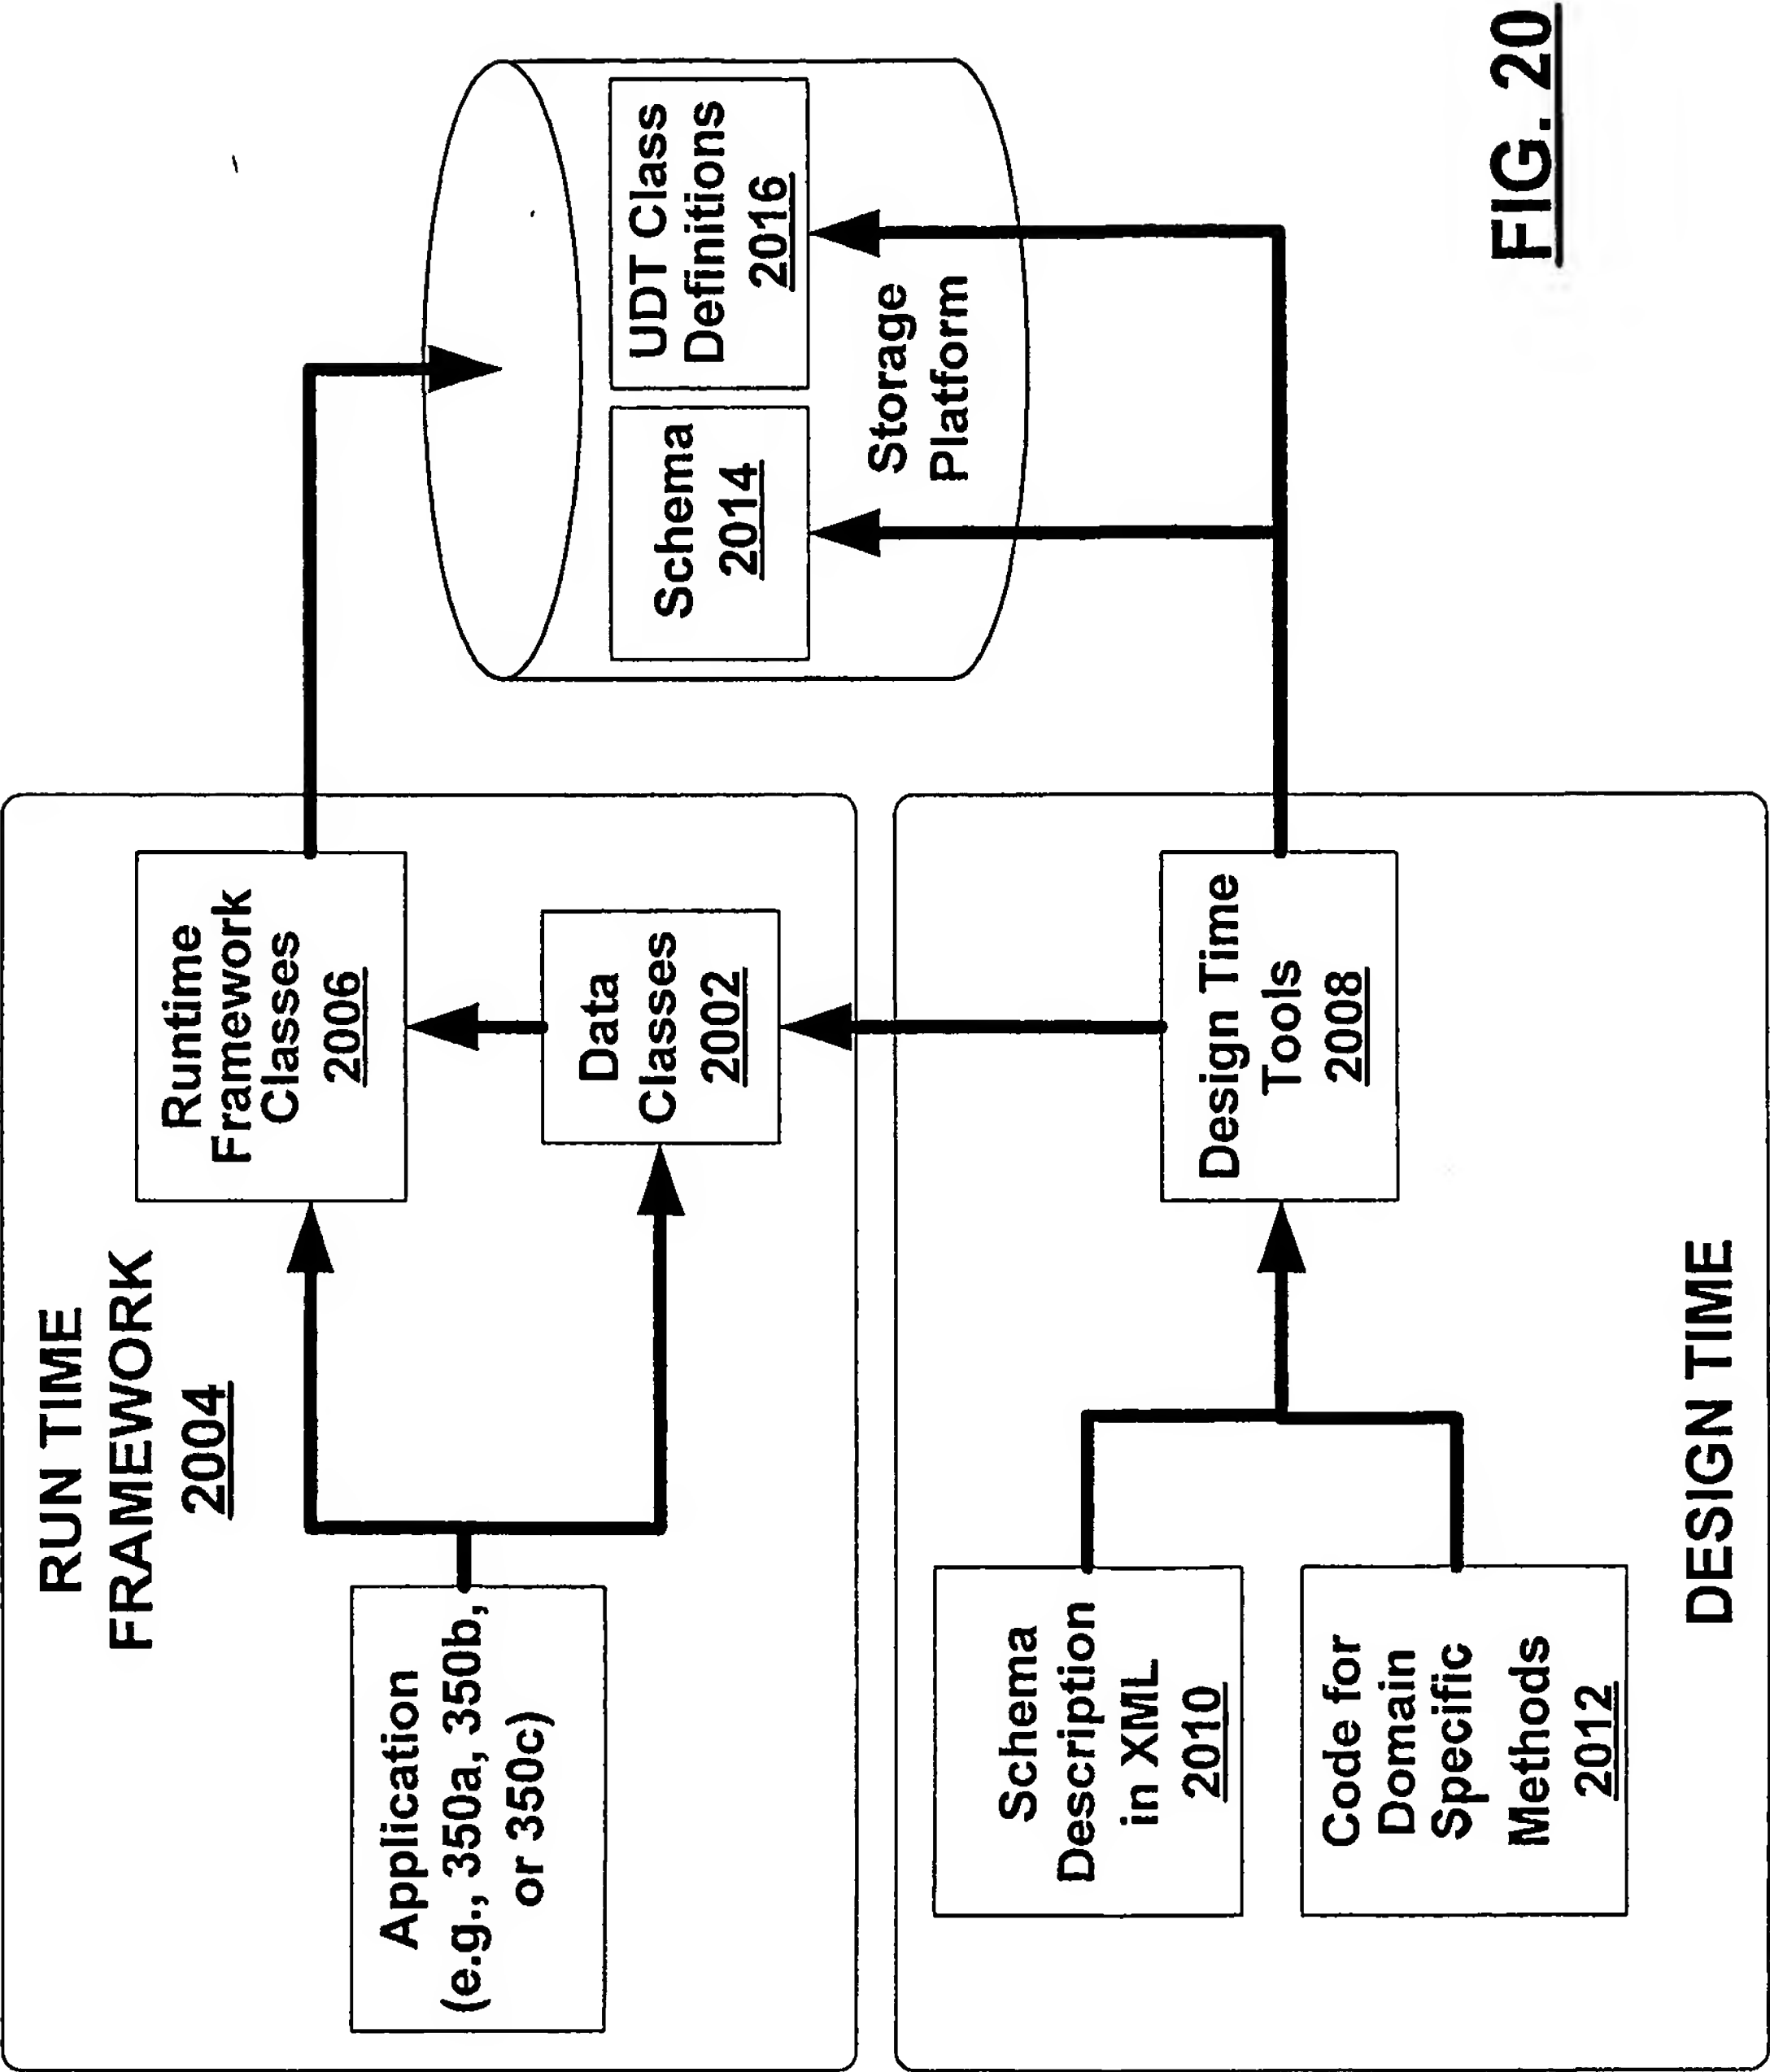 RUN TIME
FRAMEWORK
2004
Application
(e.g., 350a, 350b,
or 350c)
Runtime
Framework
Classes
2006
Data
Classes
2002
UDT Class
Definitions
2016
Schema
2014
Storage
Platform
Schema
Description
in XML
2010
Code for
Domain
Specific
Methods
2012
Design Time
Tools
2008
DESIGN TIME
FIG. 20